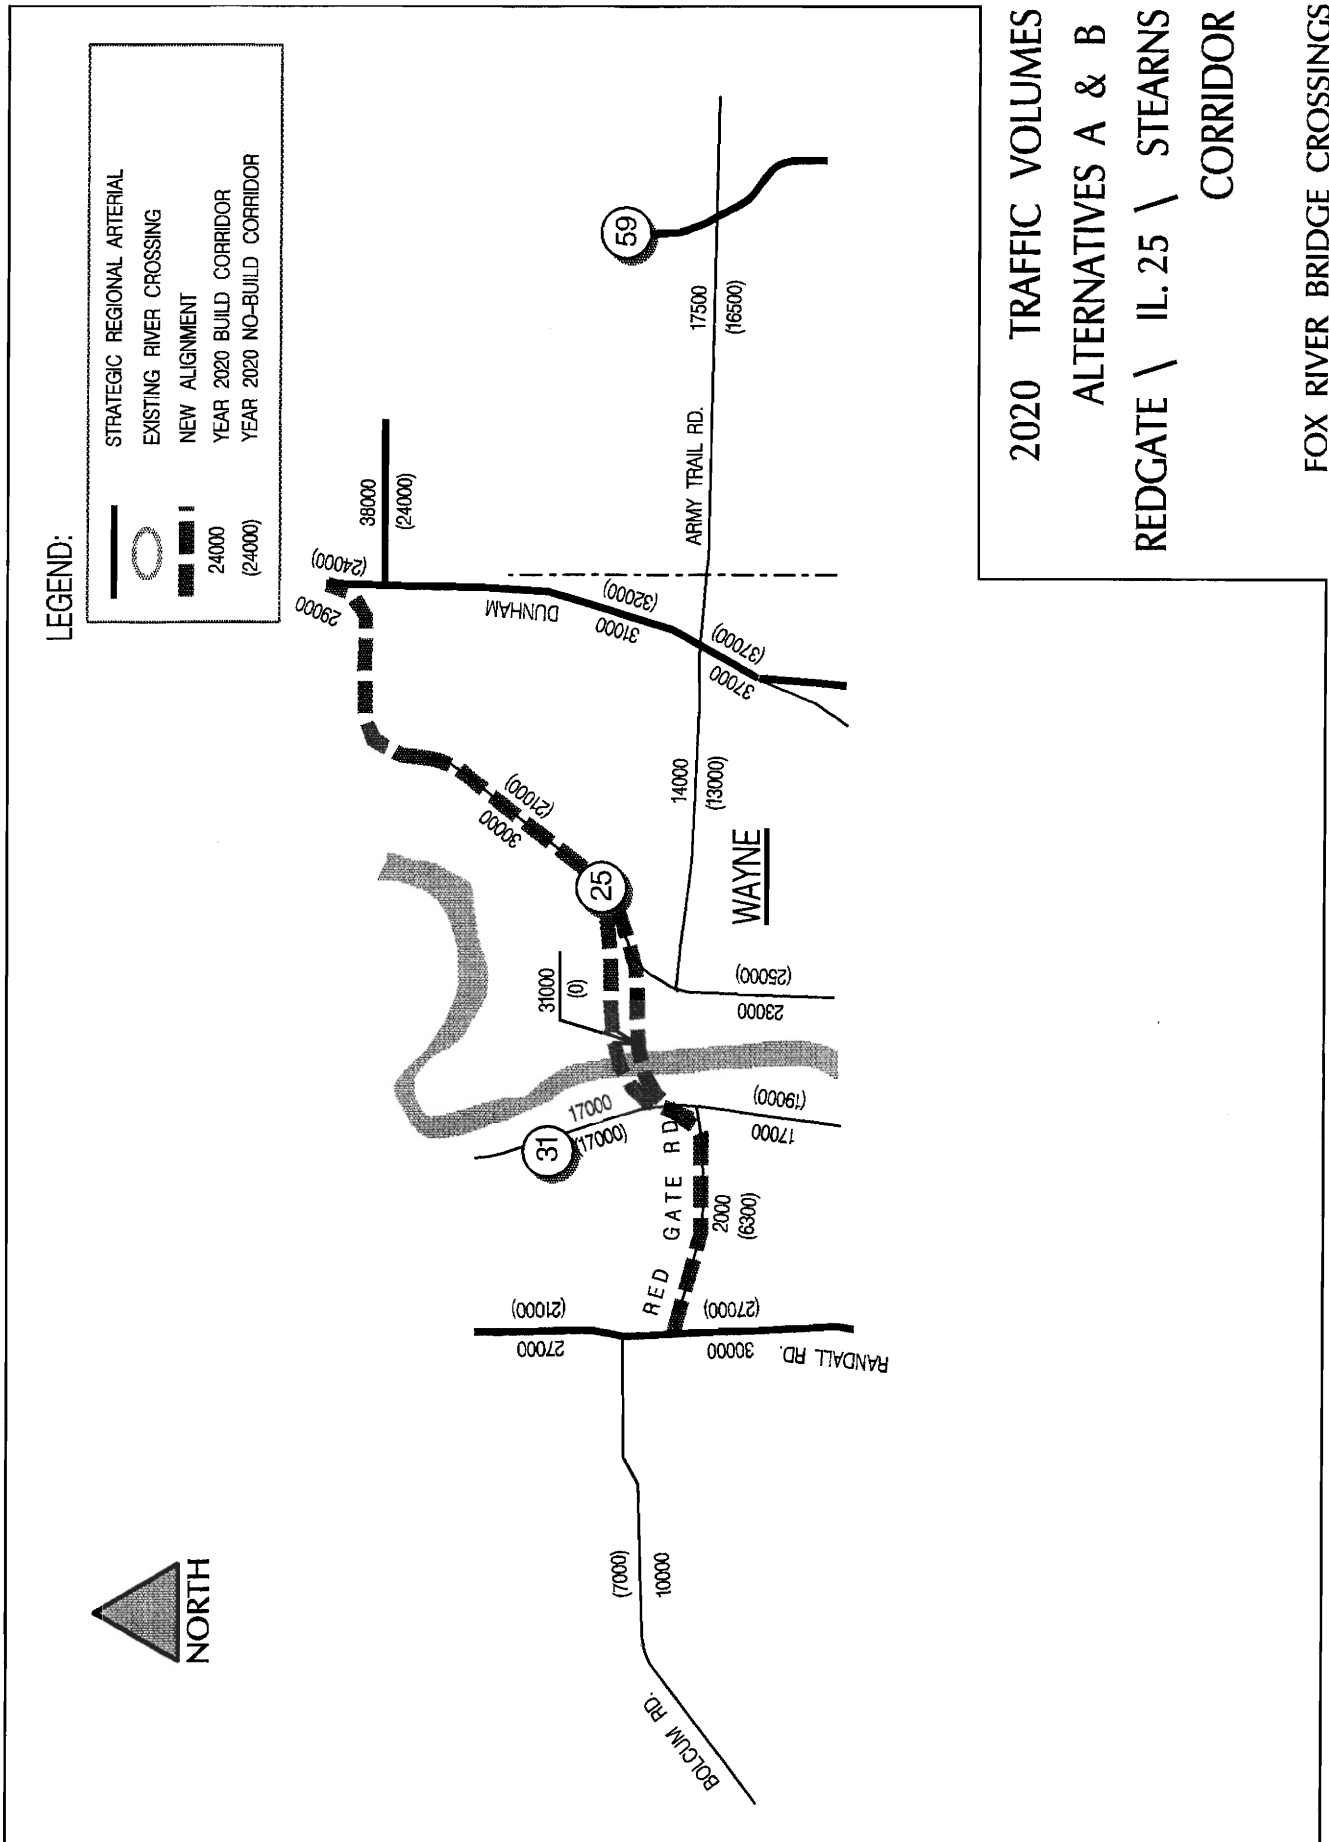 LEGEND:
STRATEGIC REGIONAL ARTERIAL
EXISTING RIVER CROSSING
NEW ALIGNMENT
24000 YEAR 2020 BUILD CORRIDOR
(24000) YEAR 2020 NO-BUILD CORRIDOR
NORTH
BOLCUM RD.
(7000)
10000
(21000)
27000
RED GATE RD
(27000)
30000
RANDALL RD.
2000
(6300)
31
17000
(17000)
(19000)
17000
31000
(0)
25
(25000)
23000
WAYNE
30000
(21000)
14000
(13000)
29000
(24000)
38000
(24000)
DUNHAM
31000
(32000)
37000
(37000)
ARMY TRAIL RD.
17500
(16500)
59
2020 TRAFFIC VOLUMES
ALTERNATIVES A & B
REDGATE \ IL. 25 \ STEARNS
CORRIDOR
FOX RIVER BRIDGE CROSSINGS